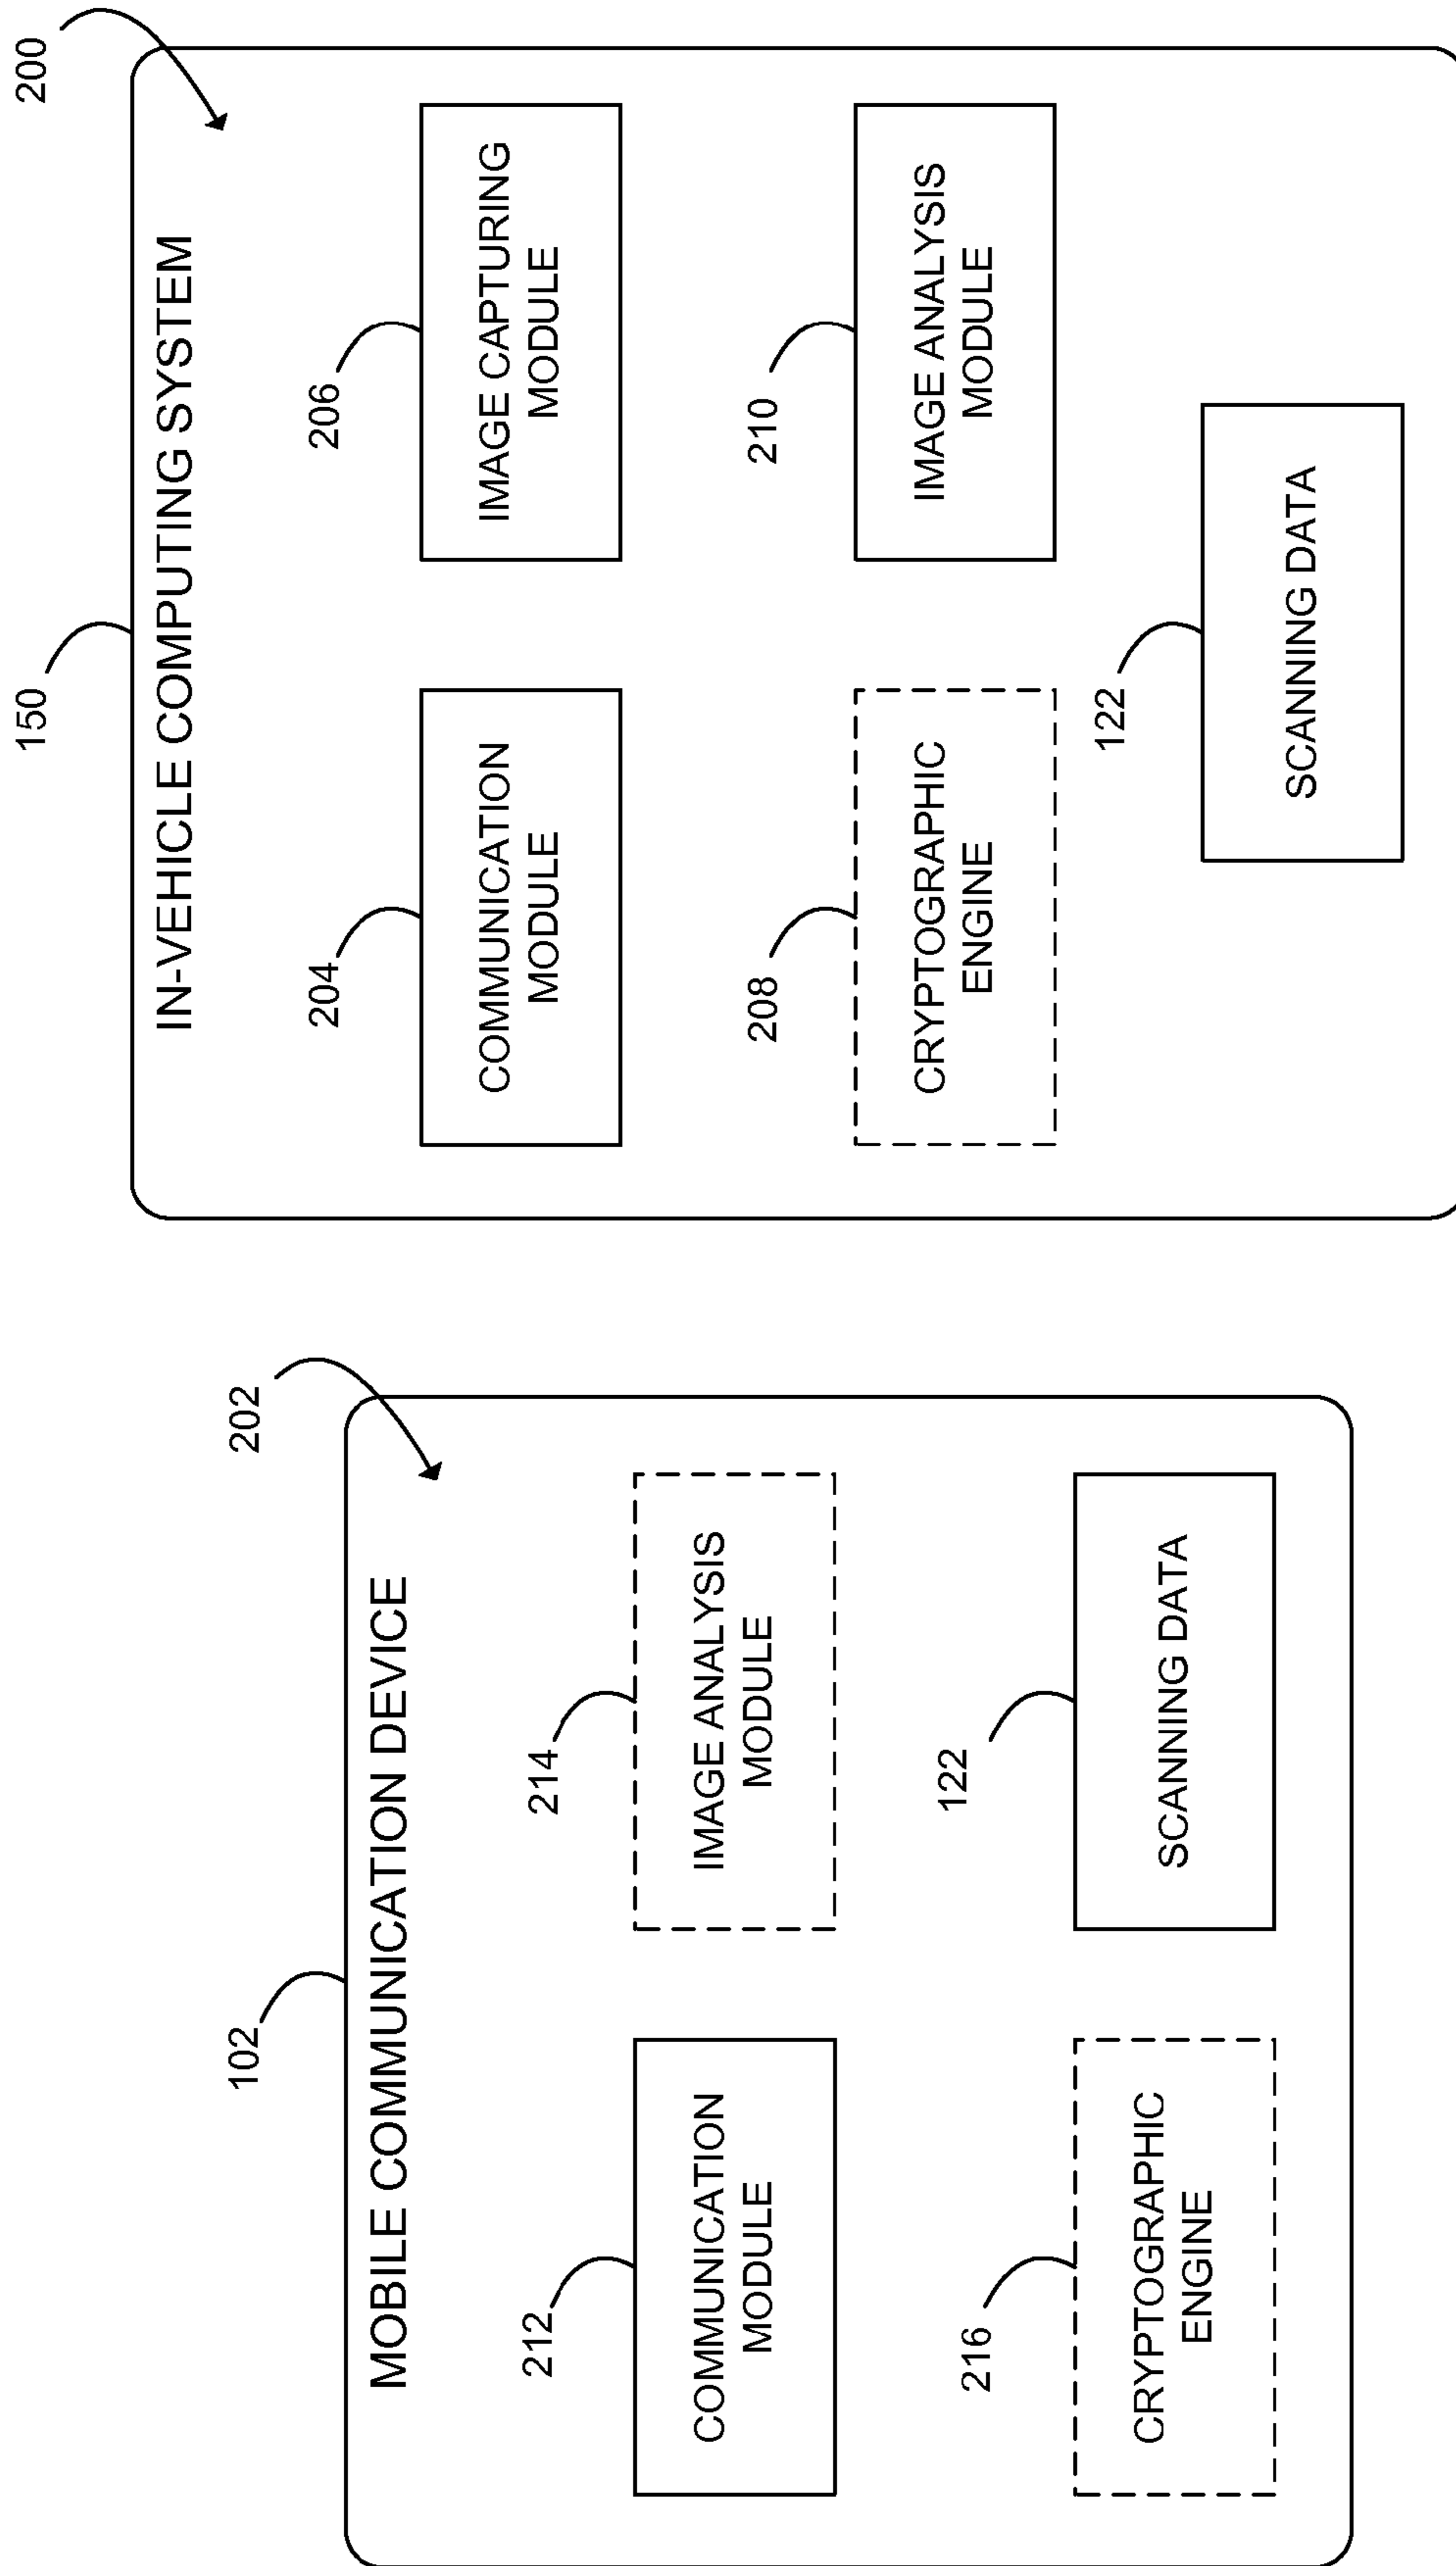 102
MOBILE COMMUNICATION DEVICE
202
212
COMMUNICATION
MODULE
214
IMAGE ANALYSIS
MODULE
216
CRYPTOGRAPHIC
ENGINE
122
SCANNING DATA
150
IN-VEHICLE COMPUTING SYSTEM
200
204
COMMUNICATION
MODULE
206
IMAGE CAPTURING
MODULE
208
CRYPTOGRAPHIC
ENGINE
210
IMAGE ANALYSIS
MODULE
122
SCANNING DATA